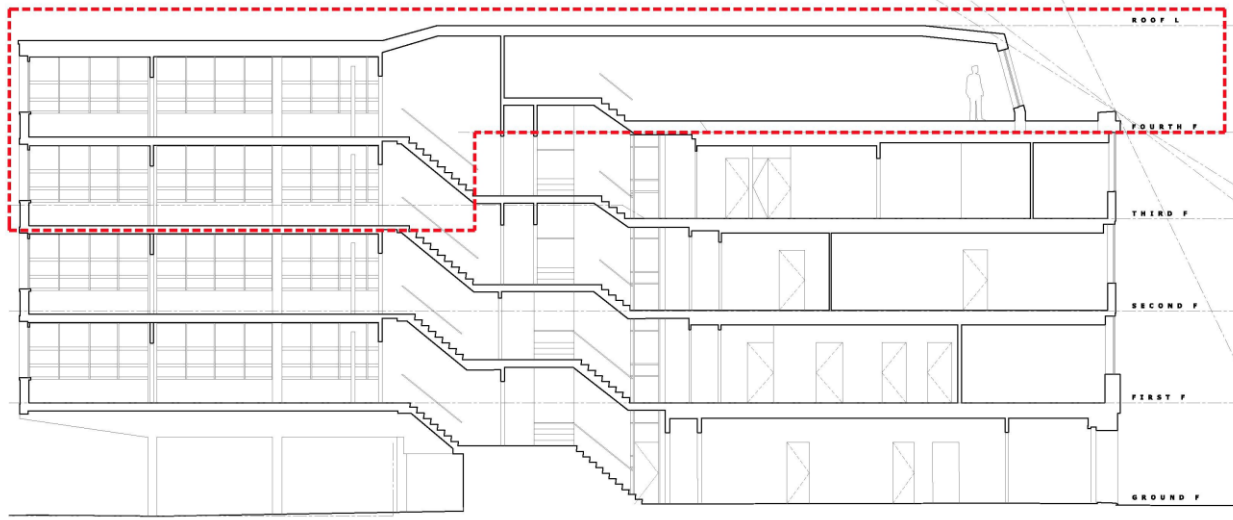 ROOF L
FOURTH F
THIRD F
SECOND F
FIRST F
GROUND F